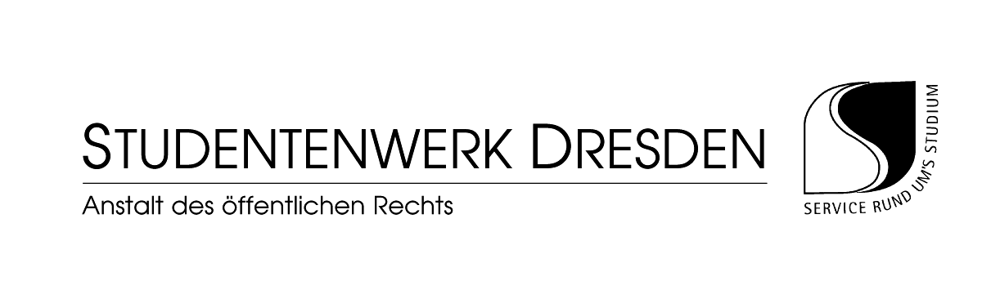 STUDENTENWERK DRESDEN
Anstalt des öffentlichen Rechts
SERVICE RUND UM'S STUDIUM